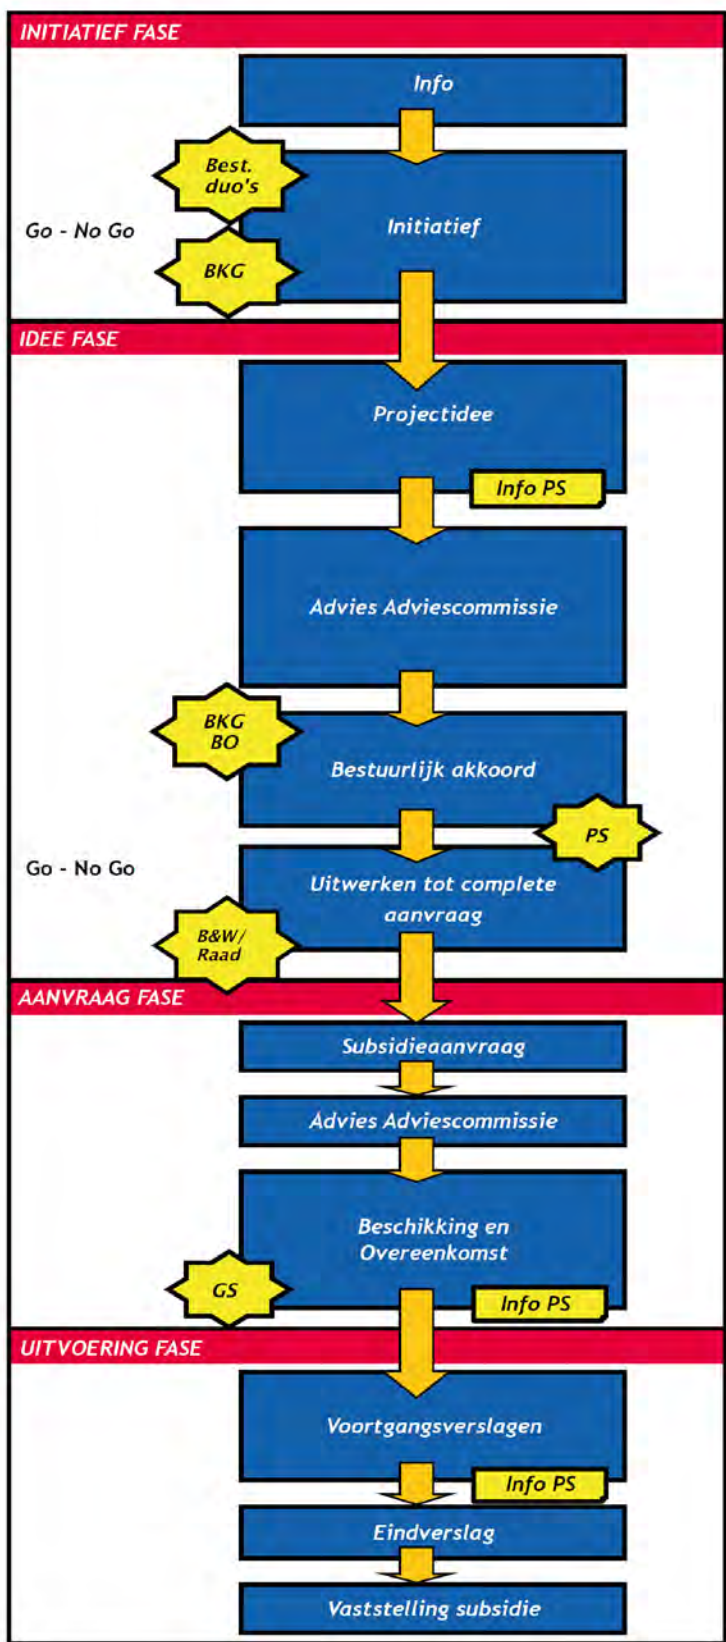 INITIATIEF FASE
Info
Best.
duo's
Go - No Go
Initiatief
BKG
IDEE FASE
Projectidee
Info PS
Advies Adviescommissie
BKG
BO
Bestuurlijk akkoord
PS
Go - No Go
Uitwerken tot complete
aanvraag
B&W/
Raad
AANVRAAG FASE
Subsidieaanvraag
Advies Adviescommissie
Beschikking en
Overeenkomst
GS
Info PS
UITVOERING FASE
Voortgangsverslagen
Info PS
Eindverslag
Vaststelling subsidie